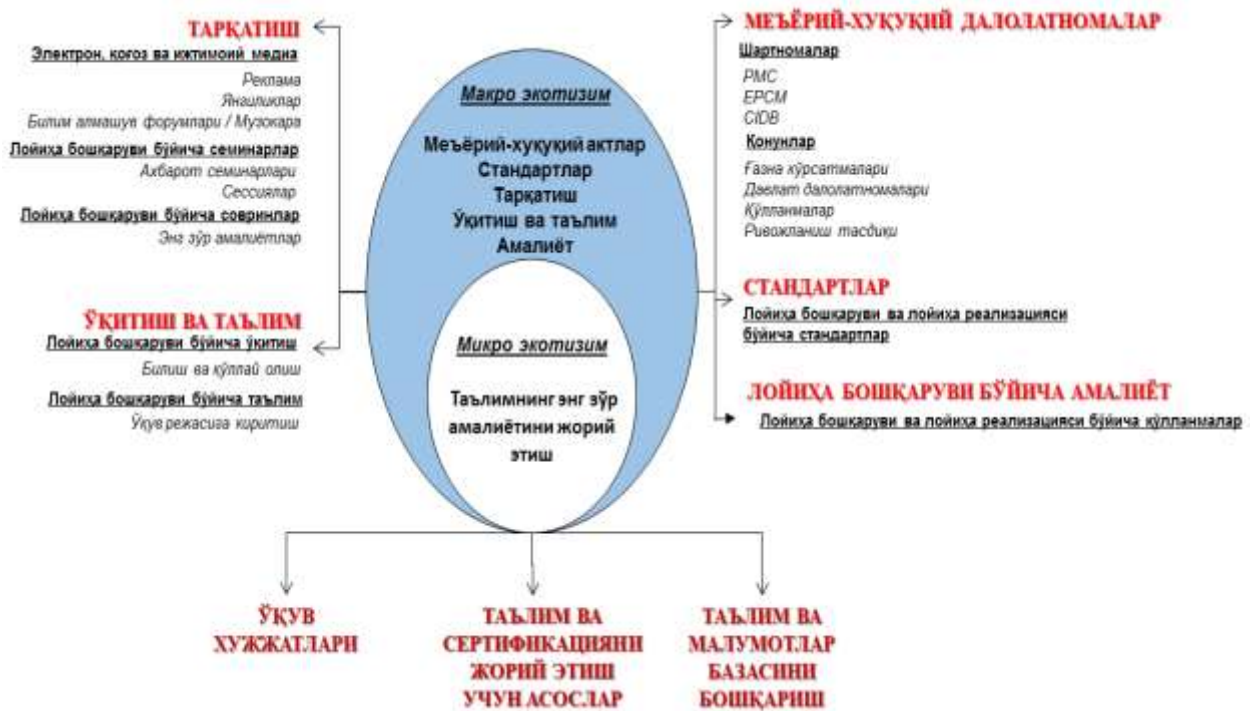 ТАРҚАТИШ
Электрон, қоғоз ва ижтимоий медиа
Реклама
Янгиликлар
Билим алмашув форумлари / Музокара
Лойиҳа бошқаруви бўйича семинарлар
Ахбарот семинарлари
Сессиялар
Лойиҳа бошқаруви бўйича совринлар
Энг зўр амалиётлар
ЎҚИТИШ ВА ТАЪЛИМ
Лойиҳа бошқаруви бўйича ўқитиш
Билиш ва қўллай олиш
Лойиҳа бошқаруви бўйича таълим
Ўқув режасига киритиш
Макро экотизим
Меъёрий-хуқуқий актлар
Стандартлар
Тарқатиш
Ўқитиш ва таълим
Амалиёт
Микро экотизим
Таълимнинг энг зўр
амалиётини жорий
этиш
МЕЪЁРИЙ-ХУҚУҚИЙ ДАЛОЛАТНОМАЛАР
Шартномалар
PMC
EPCM
CIDB
Қонунлар
Ғазна кўрсатмалари
Давлат далолатномалари
Қўлланмалар
Ривожланиш тасдиқи
СТАНДАРТЛАР
Лойиҳа бошқаруви ва лойиҳа реализацияси
бўйича стандартлар
ЛОЙИҲА БОШҚАРУВИ БЎЙИЧА АМАЛИЁТ
Лойиҳа бошқаруви ва лойиҳа реализацияси бўйича қўлланмалар
ЎҚУВ
ХУЖЖАТЛАРИ
ТАЪЛИМ ВА
СЕРТИФИКАЦИЯНИ
ЖОРИЙ ЭТИШ
УЧУН АСОСЛАР
ТАЪЛИМ ВА
МАЛУМОТЛАР
БАЗАСИНИ
БОШҚАРИШ